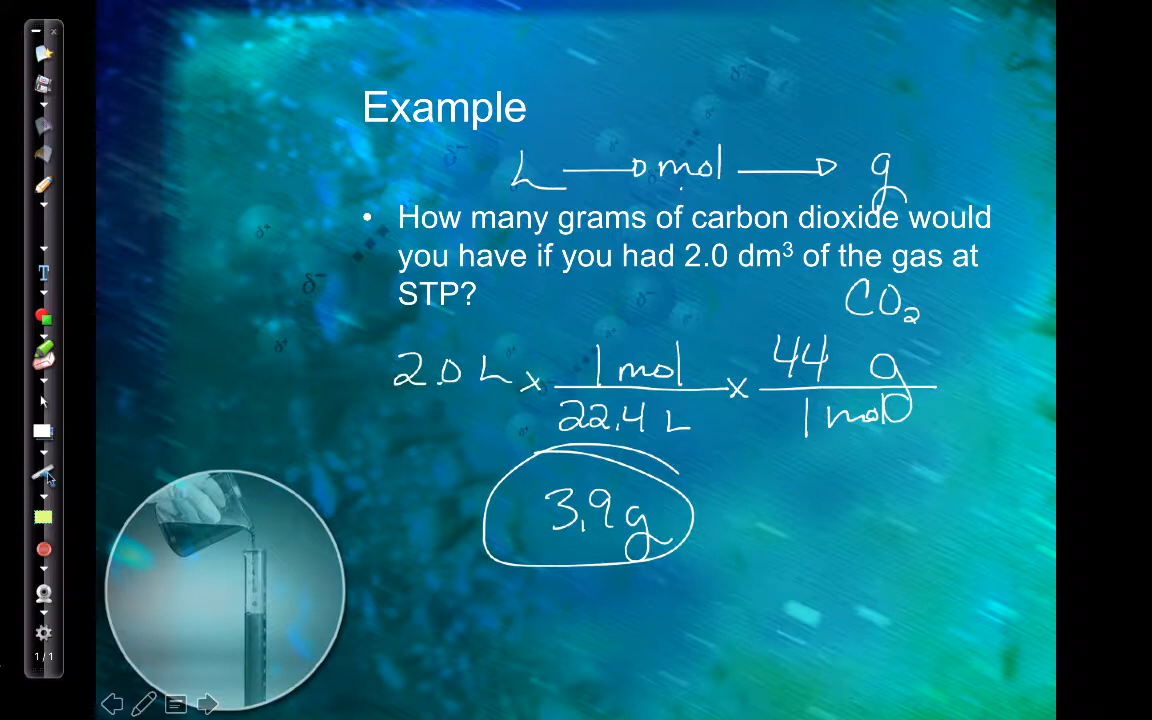 Example
L → mol → g
• How many grams of carbon dioxide would
you have if you had 2.0 dm³ of the gas at
STP?
CO₂
2.0 L x 1 mol / 22.4 L x 44 g / 1 mol
3.9 g
δ⁻
δ⁺
T
1/1